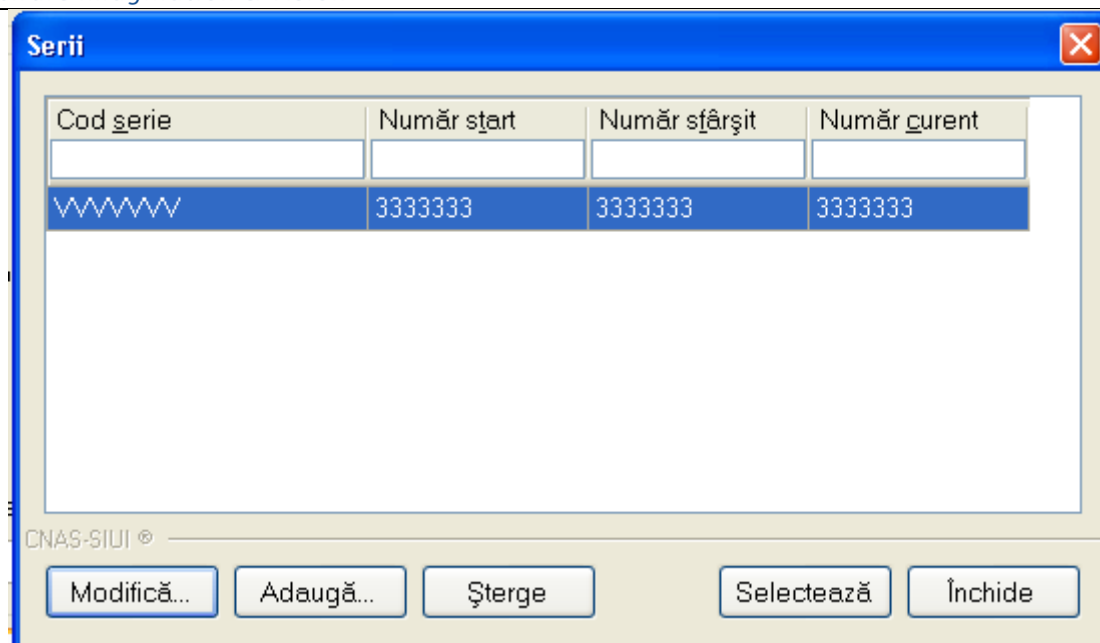 Serii
Cod serie Număr start Număr sfârşit Număr curent
VVVVVVV 3333333 3333333 3333333
CNAS-SIUI ®
Modifică... Adaugă... Şterge Selectează Închide